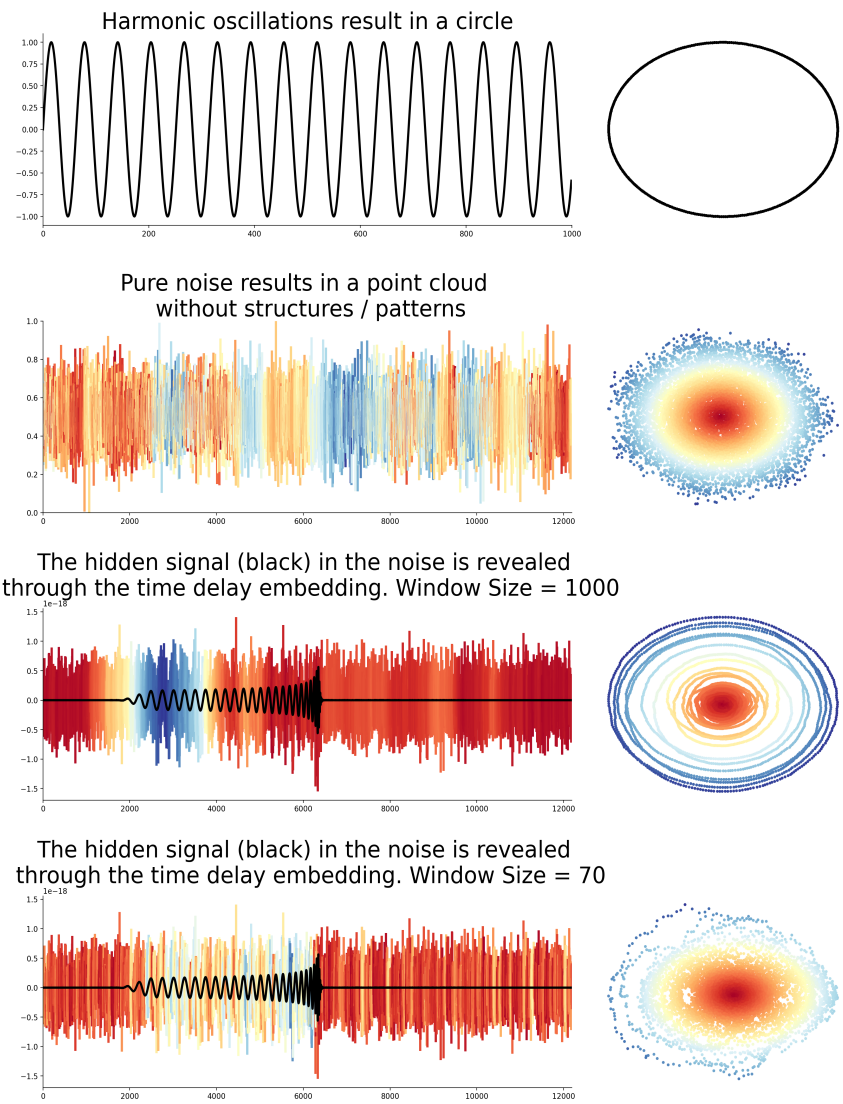 Harmonic oscillations result in a circle
1.00
0.75
0.50
0.25
0.00
−0.25
−0.50
−0.75
−1.00
0 200 400 600 800 1000
Pure noise results in a point cloud
without structures / patterns
1.0
0.8
0.6
0.4
0.2
0.0
0 2000 4000 6000 8000 10000 12000
The hidden signal (black) in the noise is revealed
through the time delay embedding. Window Size = 1000
1e−18
1.5
1.0
0.5
0.0
−0.5
−1.0
−1.5
0 2000 4000 6000 8000 10000 12000
The hidden signal (black) in the noise is revealed
through the time delay embedding. Window Size = 70
1e−18
1.5
1.0
0.5
0.0
−0.5
−1.0
−1.5
0 2000 4000 6000 8000 10000 12000